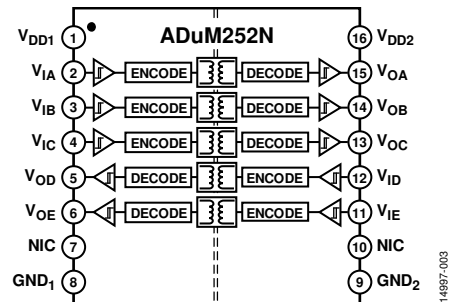 ADuM252N
VDD1 1 16 VDD2
VIA 2 ENCODE DECODE 15 VOA
VIB 3 ENCODE DECODE 14 VOB
VIC 4 ENCODE DECODE 13 VOC
VOD 5 DECODE ENCODE 12 VID
VOE 6 DECODE ENCODE 11 VIE
NIC 7 10 NIC
GND1 8 9 GND2
14997-003